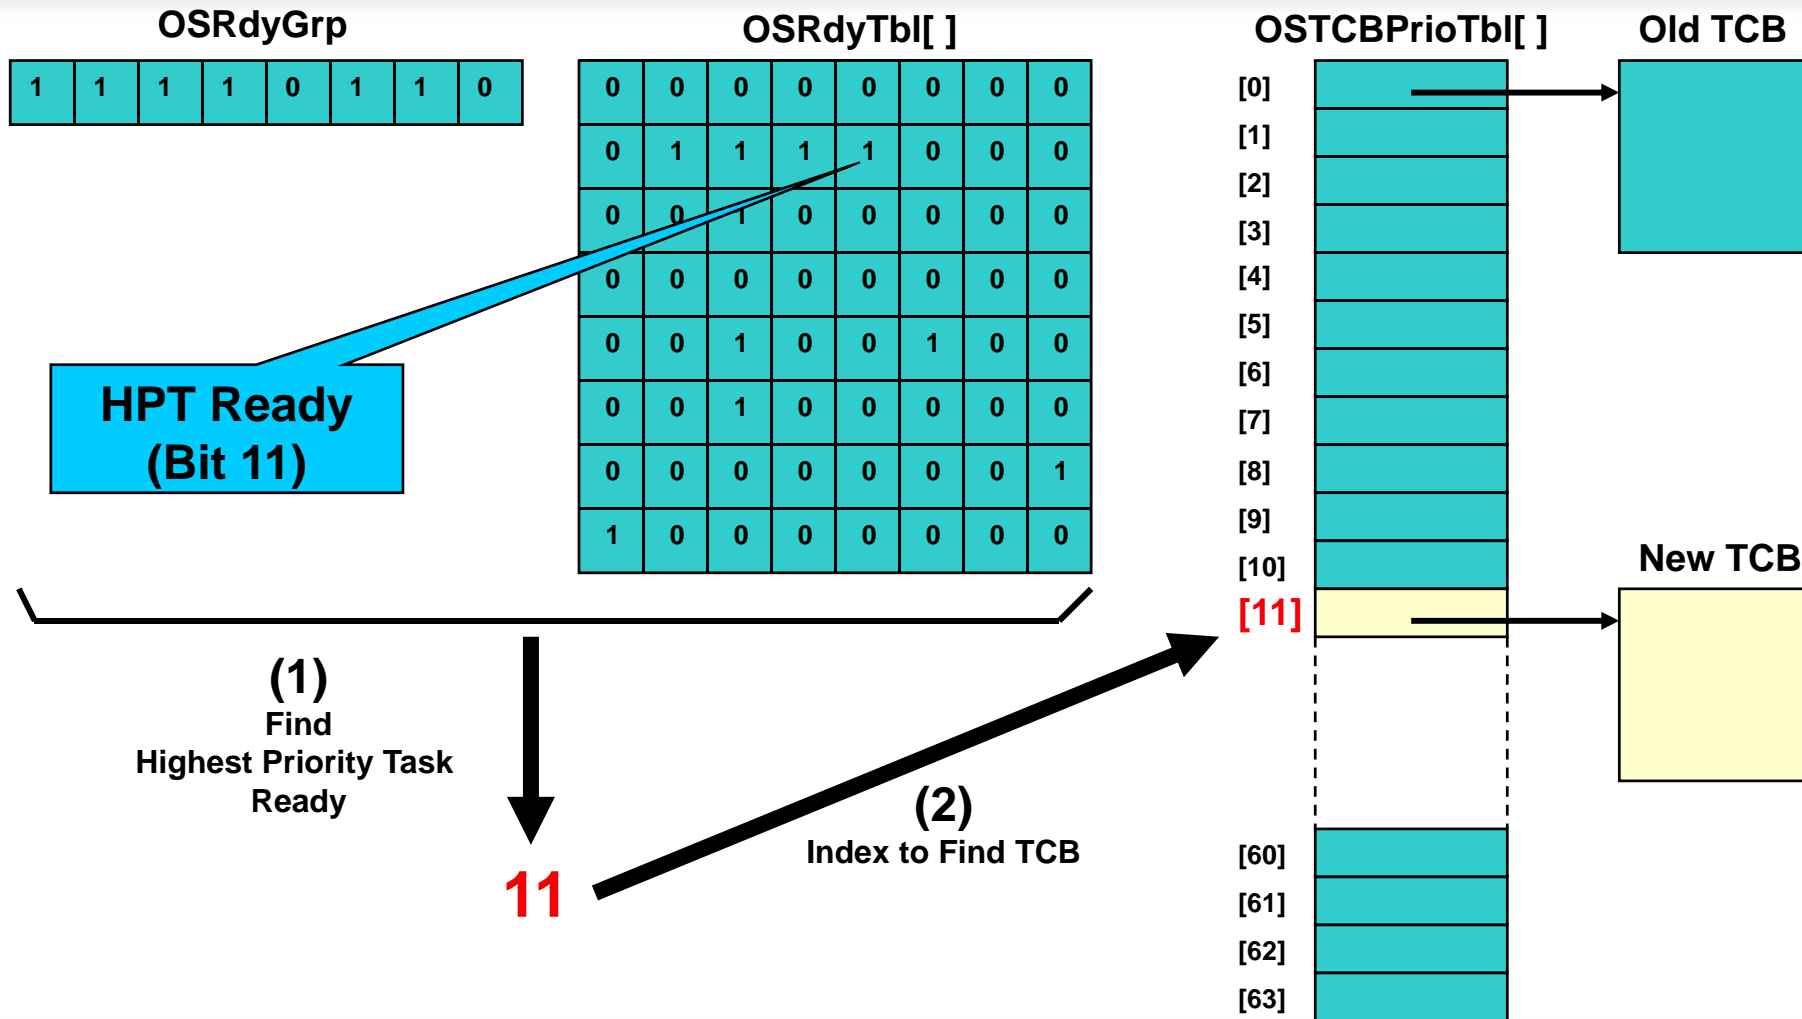 OSRdyGrp
1 1 1 1 0 1 1 0
OSRdyTbl[ ]
0 0 0 0 0 0 0 0
0 1 1 1 1 0 0 0
0 0 1 0 0 0 0 0
0 0 0 0 0 0 0 0
0 0 1 0 0 1 0 0
0 0 1 0 0 0 0 0
0 0 0 0 0 0 0 1
1 0 0 0 0 0 0 0
HPT Ready
(Bit 11)
(1)
Find
Highest Priority Task
Ready
11
(2)
Index to Find TCB
OSTCBPrioTbl[ ]
[0]
[1]
[2]
[3]
[4]
[5]
[6]
[7]
[8]
[9]
[10]
[11]
[60]
[61]
[62]
[63]
Old TCB
New TCB